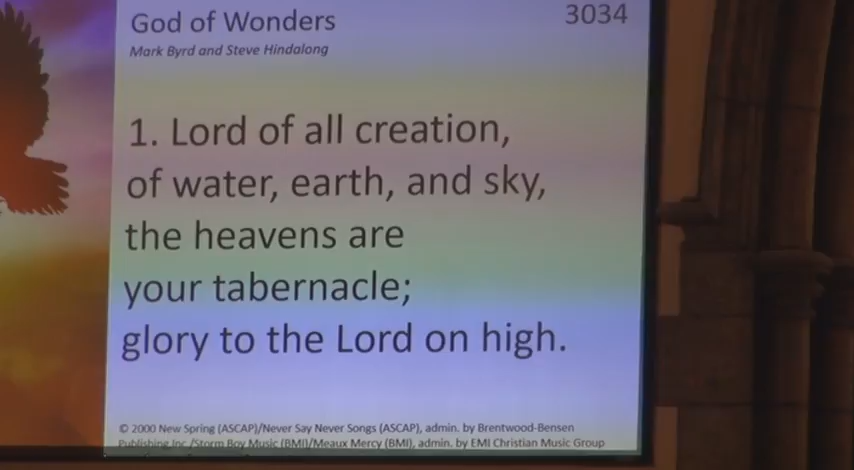 God of Wonders
3034
Mark Byrd and Steve Hindalong
1. Lord of all creation,
of water, earth, and sky,
the heavens are
your tabernacle;
glory to the Lord on high.
© 2000 New Spring (ASCAP)/Never Say Never Songs (ASCAP), admin. by Brentwood-Bensen
Publishing Inc./Storm Boy Music (BMI)/Meaux Mercy (BMI), admin. by EMI Christian Music Group